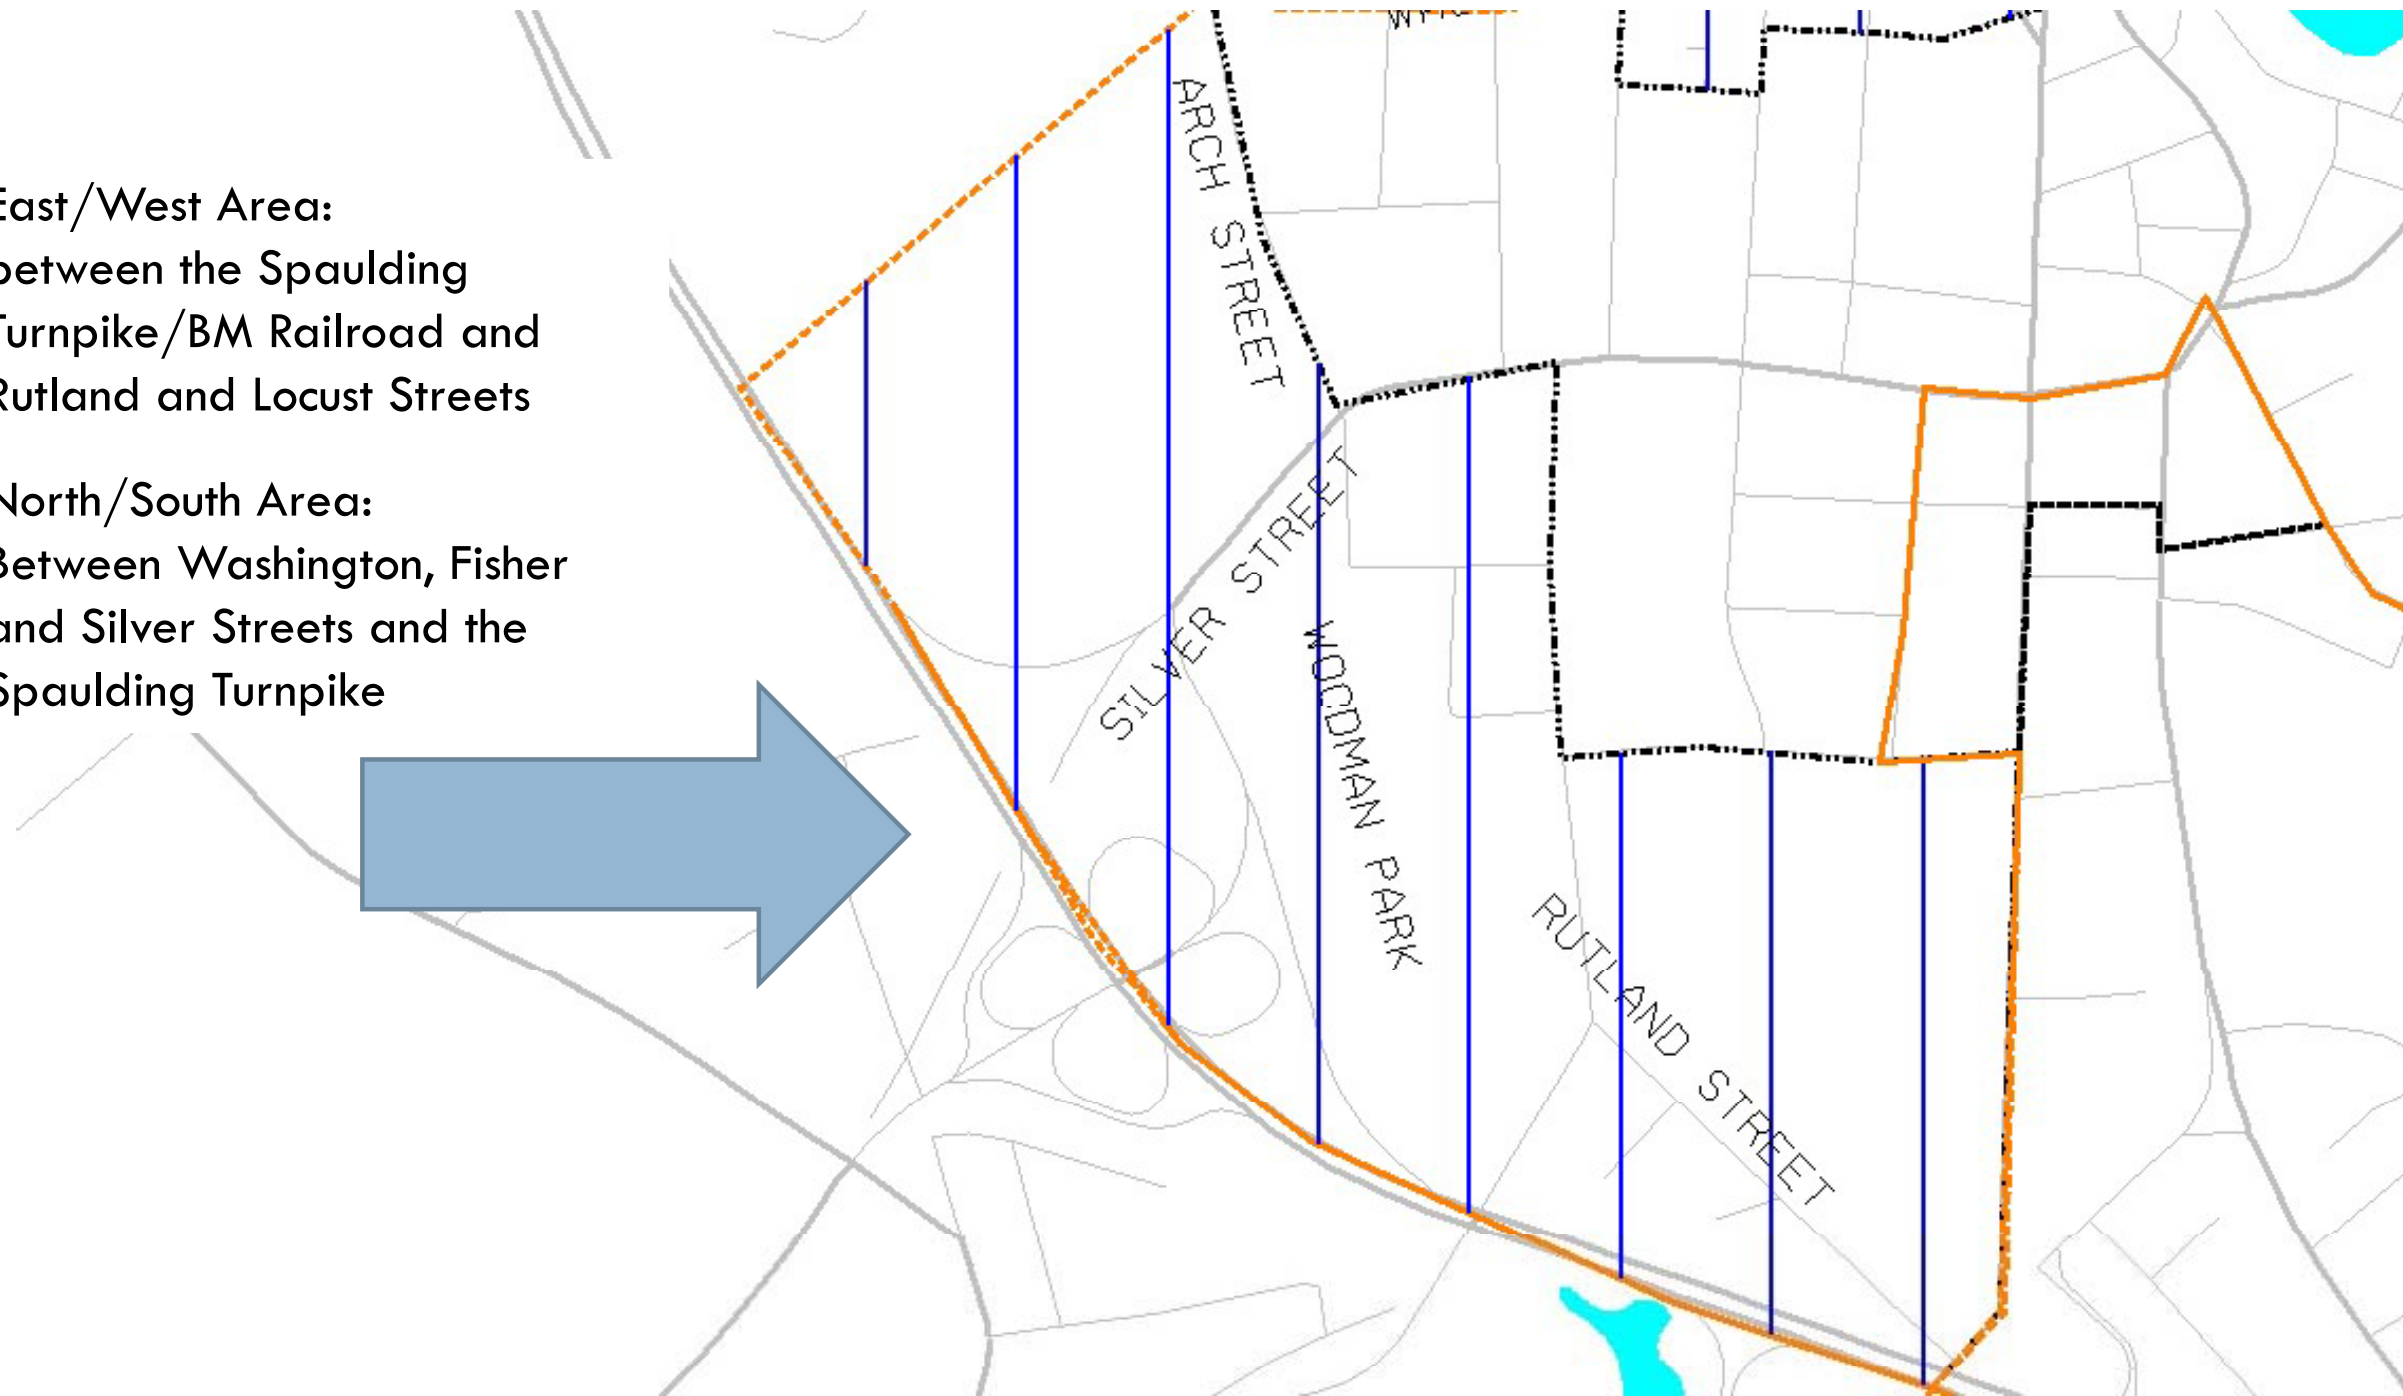 East/West Area:
between the Spaulding
Turnpike/BM Railroad and
Rutland and Locust Streets
North/South Area:
Between Washington, Fisher
and Silver Streets and the
Spaulding Turnpike
ARCH STREET
SILVER STREET
WOODMAN PARK
RUTLAND STREET